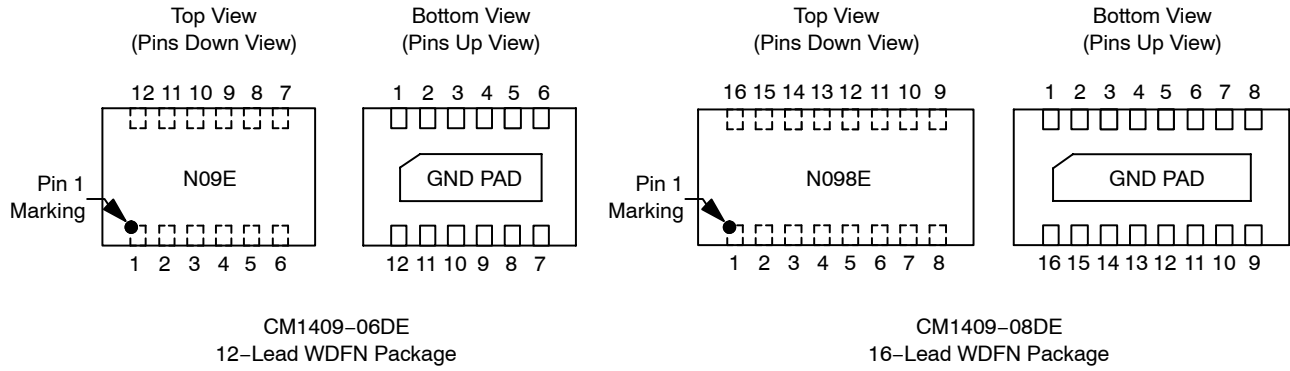 Top View
(Pins Down View)
Bottom View
(Pins Up View)
Top View
(Pins Down View)
Bottom View
(Pins Up View)
12 11 10 9 8 7
1 2 3 4 5 6
16 15 14 13 12 11 10 9
1 2 3 4 5 6 7 8
Pin 1
Marking
N09E
GND PAD
Pin 1
Marking
N098E
GND PAD
1 2 3 4 5 6
12 11 10 9 8 7
1 2 3 4 5 6 7 8
16 15 14 13 12 11 10 9
CM1409−06DE
12−Lead WDFN Package
CM1409−08DE
16−Lead WDFN Package